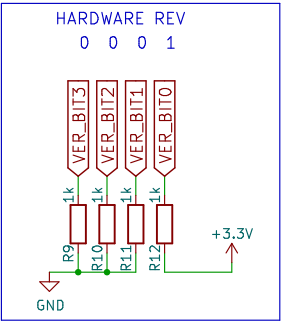 HARDWARE REV
0 0 0 1
VER_BIT3
VER_BIT2
VER_BIT1
VER_BIT0
1k
1k
1k
1k
R9
R10
R11
R12
+3.3V
GND